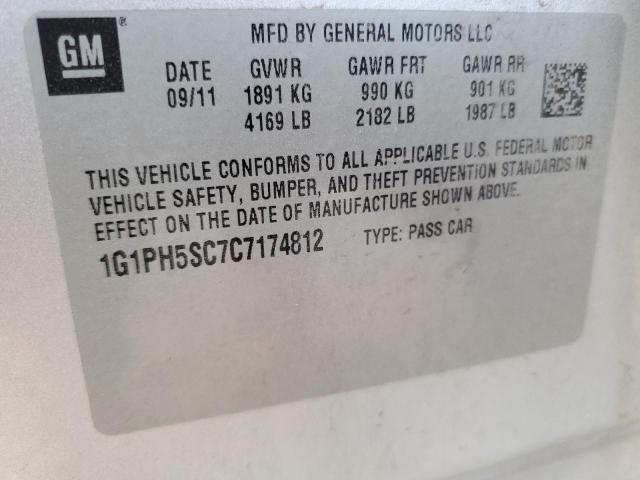 GM®
MFD BY GENERAL MOTORS LLC
DATE GVWR GAWR FRT GAWR RR
09/11 1891 KG 990 KG 901 KG
4169 LB 2182 LB 1987 LB
THIS VEHICLE CONFORMS TO ALL APPLICABLE U.S. FEDERAL MOTOR
VEHICLE SAFETY, BUMPER, AND THEFT PREVENTION STANDARDS IN
EFFECT ON THE DATE OF MANUFACTURE SHOWN ABOVE.
1G1PH5SC7C7174812 TYPE: PASS CAR